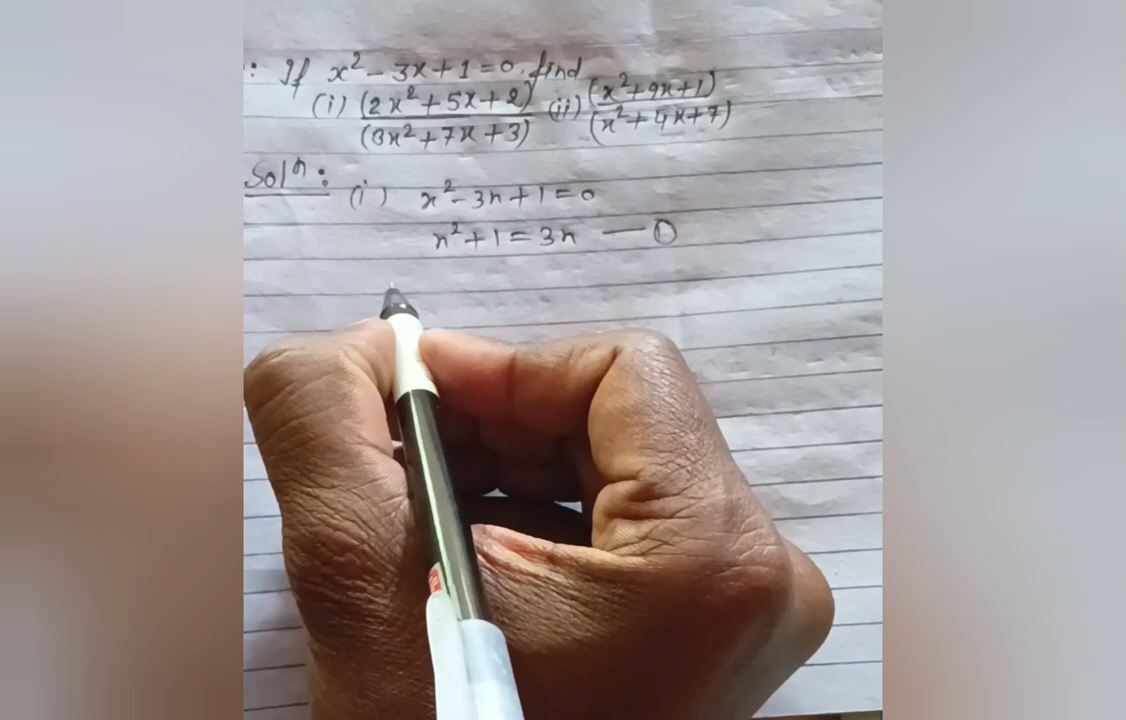 : If x² - 3x + 1 = 0, find
(i) (2x² + 5x + 2) / (3x² + 7x + 3) (ii) (x² + 9x + 1) / (x² + 4x + 7)
Solⁿ :
(i) x² - 3x + 1 = 0
x² + 1 = 3x — ①